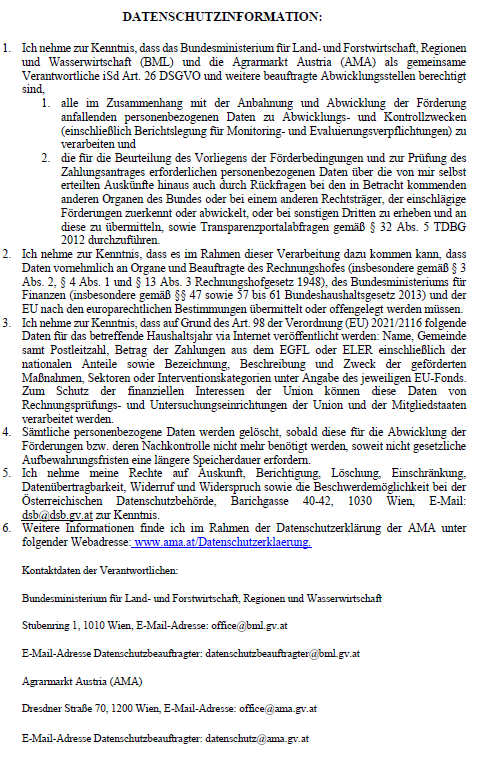 DATENSCHUTZINFORMATION:
1. Ich nehme zur Kenntnis, dass das Bundesministerium für Land- und Forstwirtschaft, Regionen
und Wasserwirtschaft (BML) und die Agrarmarkt Austria (AMA) als gemeinsame
Verantwortliche iSd Art. 26 DSGVO und weitere beauftragte Abwicklungsstellen berechtigt
sind,
1. alle im Zusammenhang mit der Anbahnung und Abwicklung der Förderung
anfallenden personenbezogenen Daten zu Abwicklungs- und Kontrollzwecken
(einschließlich Berichtslegung für Monitoring- und Evaluierungsverpflichtungen) zu
verarbeiten und
2. die für die Beurteilung des Vorliegens der Förderbedingungen und zur Prüfung des
Zahlungsantrages erforderlichen personenbezogenen Daten über die von mir selbst
erteilten Auskünfte hinaus auch durch Rückfragen bei den in Betracht kommenden
anderen Organen des Bundes oder bei einem anderen Rechtsträger, der einschlägige
Förderungen zuerkennt oder abwickelt, oder bei sonstigen Dritten zu erheben und an
diese zu übermitteln, sowie Transparenzportalabfragen gemäß § 32 Abs. 5 TDBG
2012 durchzuführen.
2. Ich nehme zur Kenntnis, dass es im Rahmen dieser Verarbeitung dazu kommen kann, dass
Daten vornehmlich an Organe und Beauftragte des Rechnungshofes (insbesondere gemäß § 3
Abs. 2, § 4 Abs. 1 und § 13 Abs. 3 Rechnungshofgesetz 1948), des Bundesministeriums für
Finanzen (insbesondere gemäß §§ 47 sowie 57 bis 61 Bundeshaushaltsgesetz 2013) und der
EU nach den europarechtlichen Bestimmungen übermittelt oder offengelegt werden müssen.
3. Ich nehme zur Kenntnis, dass auf Grund des Art. 98 der Verordnung (EU) 2021/2116 folgende
Daten für das betreffende Haushaltsjahr via Internet veröffentlicht werden: Name, Gemeinde
samt Postleitzahl, Betrag der Zahlungen aus dem EGFL oder ELER einschließlich der
nationalen Anteile sowie Bezeichnung, Beschreibung und Zweck der geförderten
Maßnahmen, Sektoren oder Interventionskategorien unter Angabe des jeweiligen EU-Fonds.
Zum Schutz der finanziellen Interessen der Union können diese Daten von
Rechnungsprüfungs- und Untersuchungseinrichtungen der Union und der Mitgliedstaaten
verarbeitet werden.
4. Sämtliche personenbezogene Daten werden gelöscht, sobald diese für die Abwicklung der
Förderungen bzw. deren Nachkontrolle nicht mehr benötigt werden, soweit nicht gesetzliche
Aufbewahrungsfristen eine längere Speicherdauer erfordern.
5. Ich nehme meine Rechte auf Auskunft, Berichtigung, Löschung, Einschränkung,
Datenübertragbarkeit, Widerruf und Widerspruch sowie die Beschwerdemöglichkeit bei der
Österreichischen Datenschutzbehörde, Barichgasse 40-42, 1030 Wien, E-Mail:
dsb@dsb.gv.at zur Kenntnis.
6. Weitere Informationen finde ich im Rahmen der Datenschutzerklärung der AMA unter
folgender Webadresse: www.ama.at/Datenschutzerklaerung.
Kontaktdaten der Verantwortlichen:
Bundesministerium für Land- und Forstwirtschaft, Regionen und Wasserwirtschaft
Stubenring 1, 1010 Wien, E-Mail-Adresse: office@bml.gv.at
E-Mail-Adresse Datenschutzbeauftragter: datenschutzbeauftragter@bml.gv.at
Agrarmarkt Austria (AMA)
Dresdner Straße 70, 1200 Wien, E-Mail-Adresse: office@ama.gv.at
E-Mail-Adresse Datenschutzbeauftragter: datenschutz@ama.gv.at